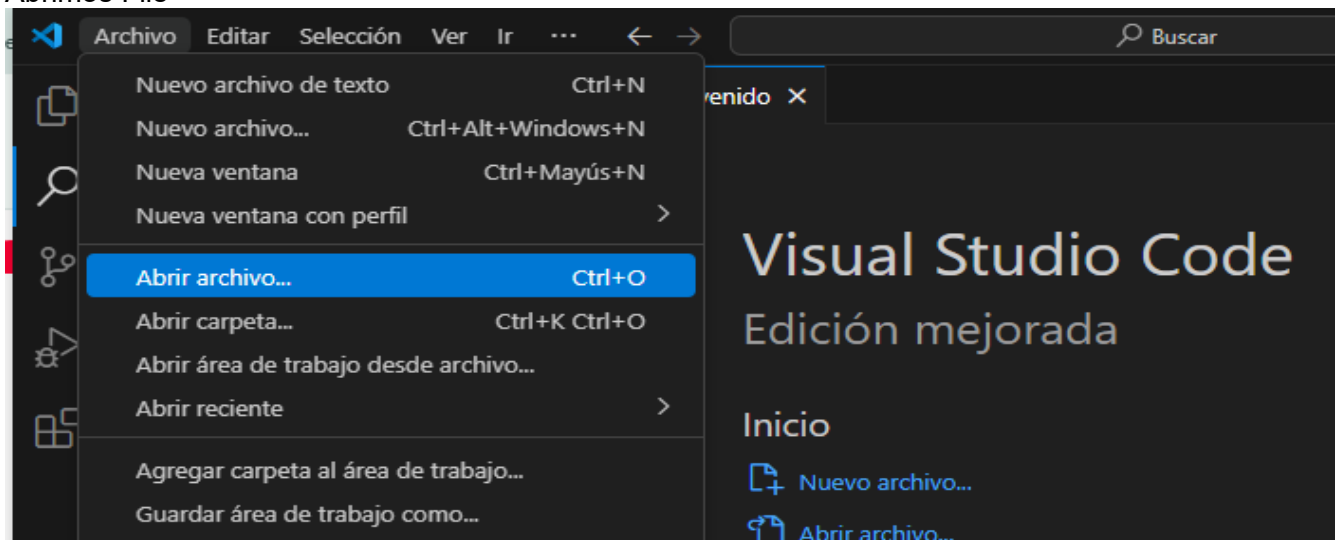 Abrimos File
Archivo Editar Selección Ver Ir ··· ← → Buscar
Nuevo archivo de texto Ctrl+N
Nuevo archivo... Ctrl+Alt+Windows+N
Nueva ventana Ctrl+Mayús+N
Nueva ventana con perfil >
Abrir archivo... Ctrl+O
Abrir carpeta... Ctrl+K Ctrl+O
Abrir área de trabajo desde archivo...
Abrir reciente >
Agregar carpeta al área de trabajo...
Guardar área de trabajo como...
venido ×
Visual Studio Code
Edición mejorada
Inicio
Nuevo archivo...
Abrir archivo...